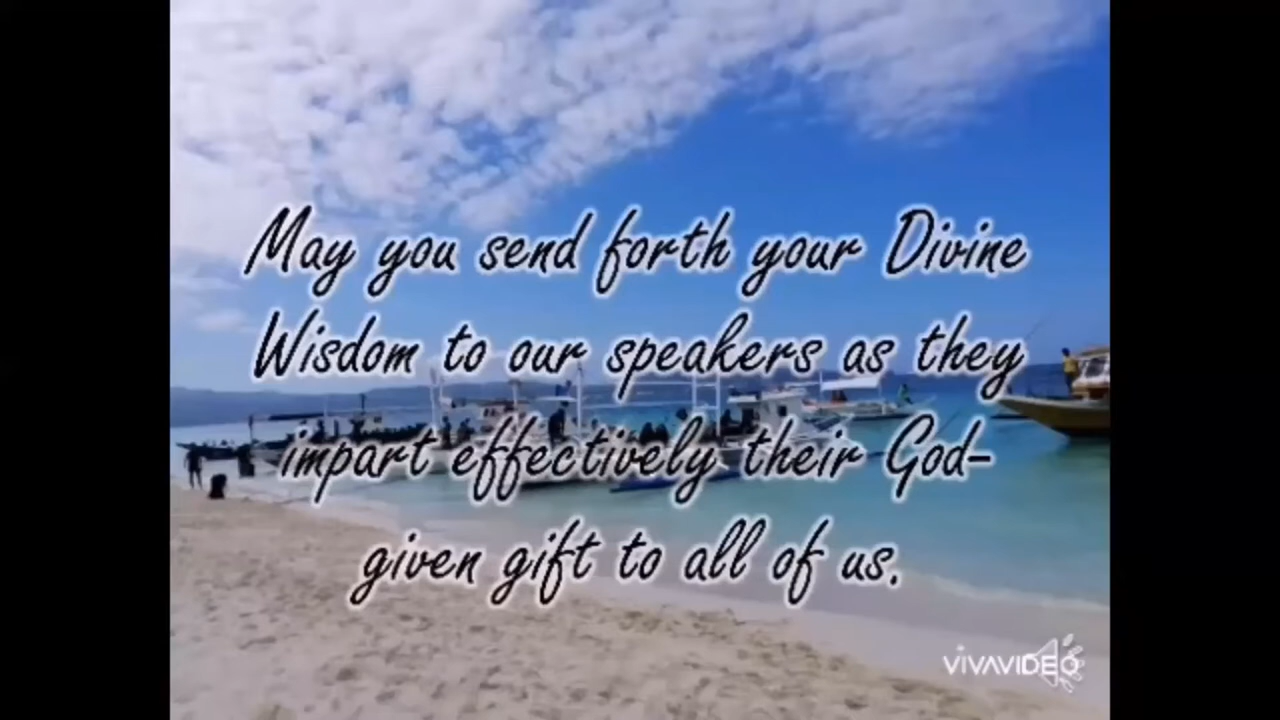 May you send forth your Divine
Wisdom to our speakers as they
impart effectively their God-
given gift to all of us.
VIVAVIDEO